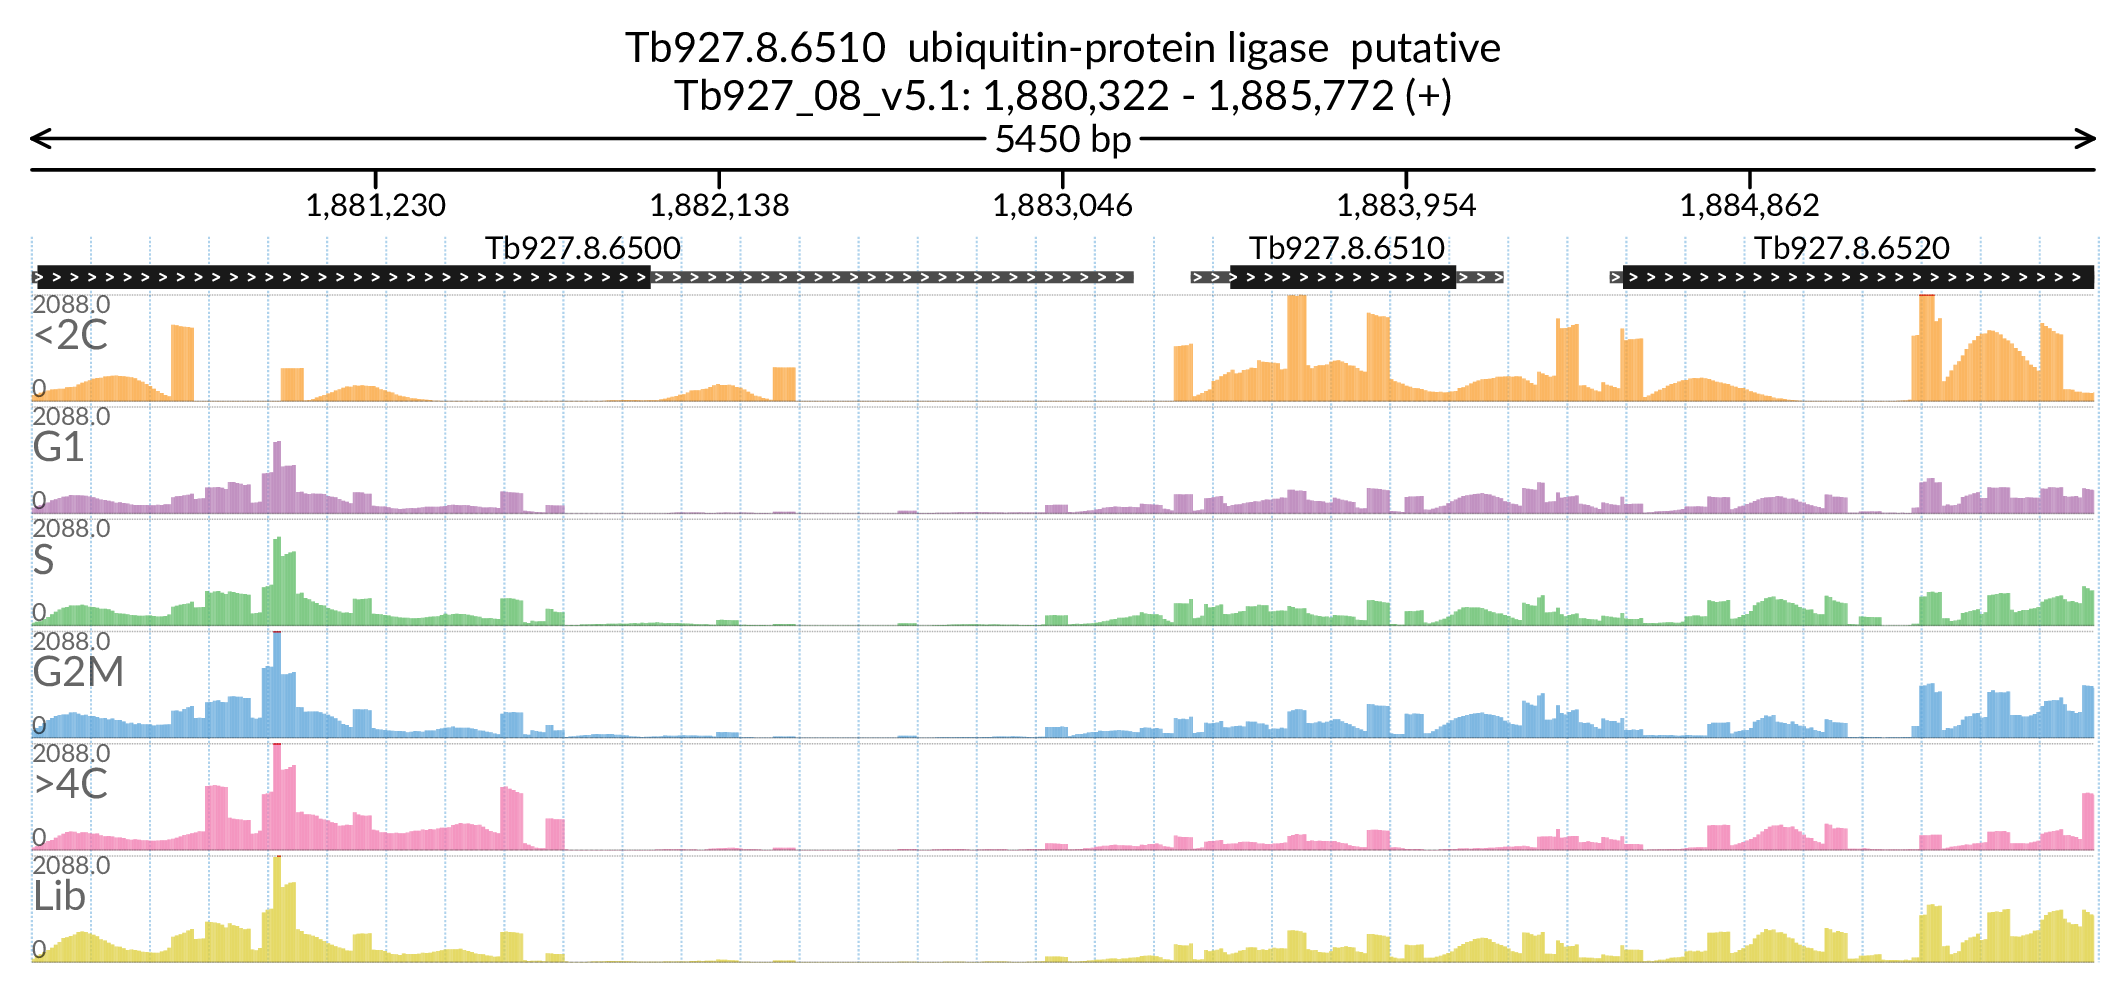 Tb927.8.6510  ubiquitin-protein ligase  putative
Tb927_08_v5.1: 1,880,322 - 1,885,772 (+)
5450 bp
1,881,230 1,882,138 1,883,046 1,883,954 1,884,862
Tb927.8.6500 Tb927.8.6510 Tb927.8.6520
2088.0
<2C
0
2088.0
G1
0
2088.0
S
0
2088.0
G2M
0
2088.0
>4C
0
2088.0
Lib
0